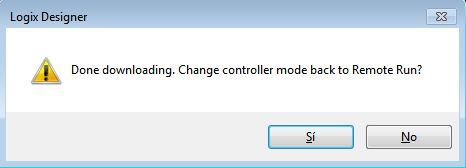 Logix Designer
Done downloading. Change controller mode back to Remote Run?
Sí
No